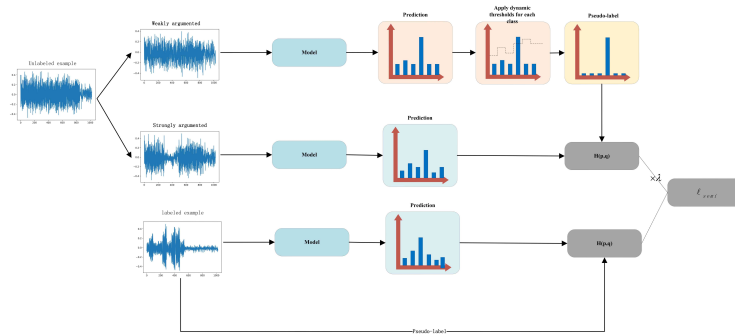 Weakly argumented
Prediction
Apply dynamic
thresholds for each
class
Pseudo-label
Model
Unlabeled example
Strongly argumented
Prediction
Model
H(p,q)
×λ
ℓ semi
labeled example
Prediction
Model
H(p,q)
Pseudo-label